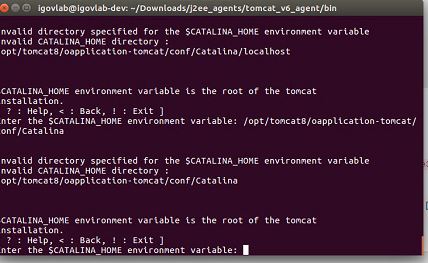 igovlab@igovlab-dev: ~/Downloads/j2ee_agents/tomcat_v6_agent/bin
nvalid directory specified for the $CATALINA_HOME environment variable
nvalid CATALINA_HOME directory :
opt/tomcat8/oapplication-tomcat/conf/Catalina/localhost
CATALINA_HOME environment variable is the root of the tomcat
nstallation.
? : Help, < : Back, ! : Exit ]
Enter the $CATALINA_HOME environment variable: /opt/tomcat8/oapplication-tomcat/
conf/Catalina
nvalid directory specified for the $CATALINA_HOME environment variable
nvalid CATALINA_HOME directory :
opt/tomcat8/oapplication-tomcat/conf/Catalina
CATALINA_HOME environment variable is the root of the tomcat
nstallation.
? : Help, < : Back, ! : Exit ]
Enter the $CATALINA_HOME environment variable: